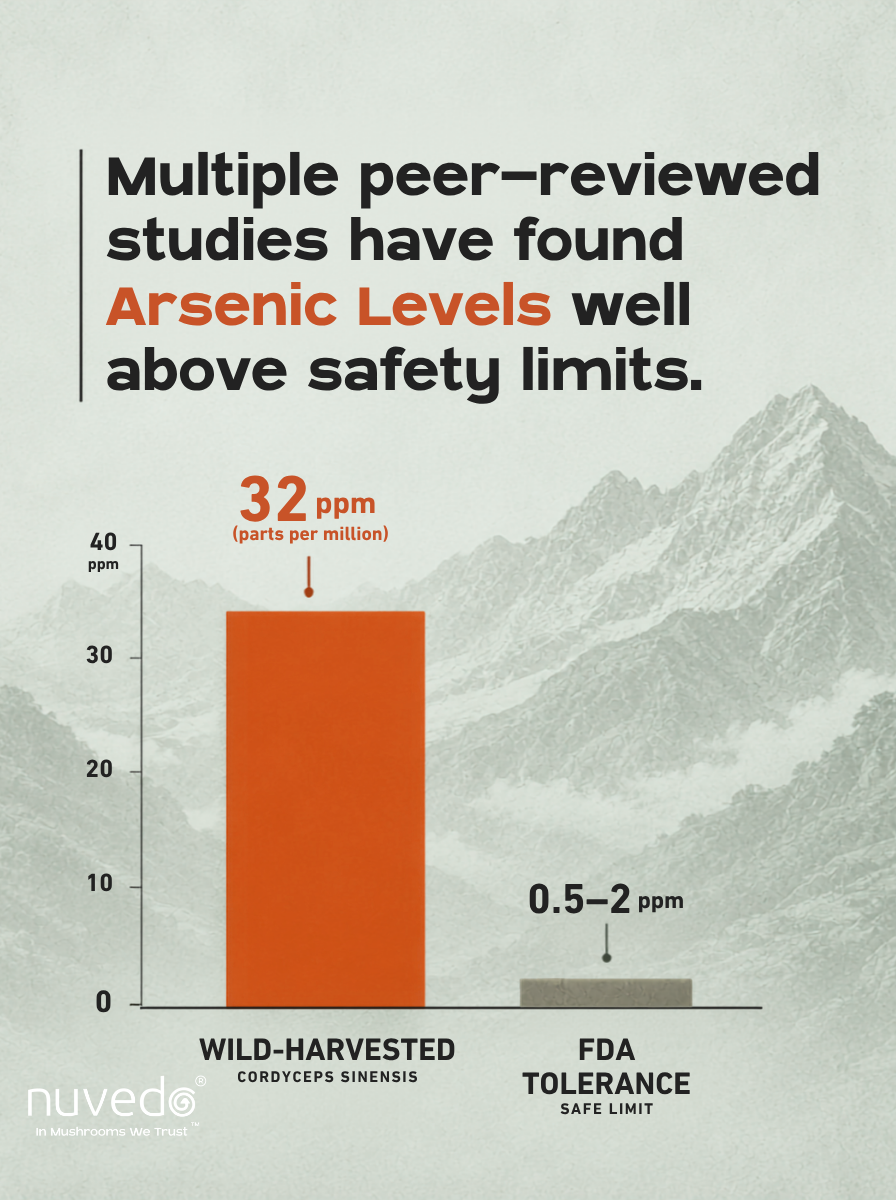 Multiple peer–reviewed
studies have found
Arsenic Levels well
above safety limits.
32 ppm
(parts per million)
40
ppm
30
20
10
0
0.5–2 ppm
WILD-HARVESTED
CORDYCEPS SINENSIS
FDA
TOLERANCE
SAFE LIMIT
nuvedo®
In Mushrooms We Trust™